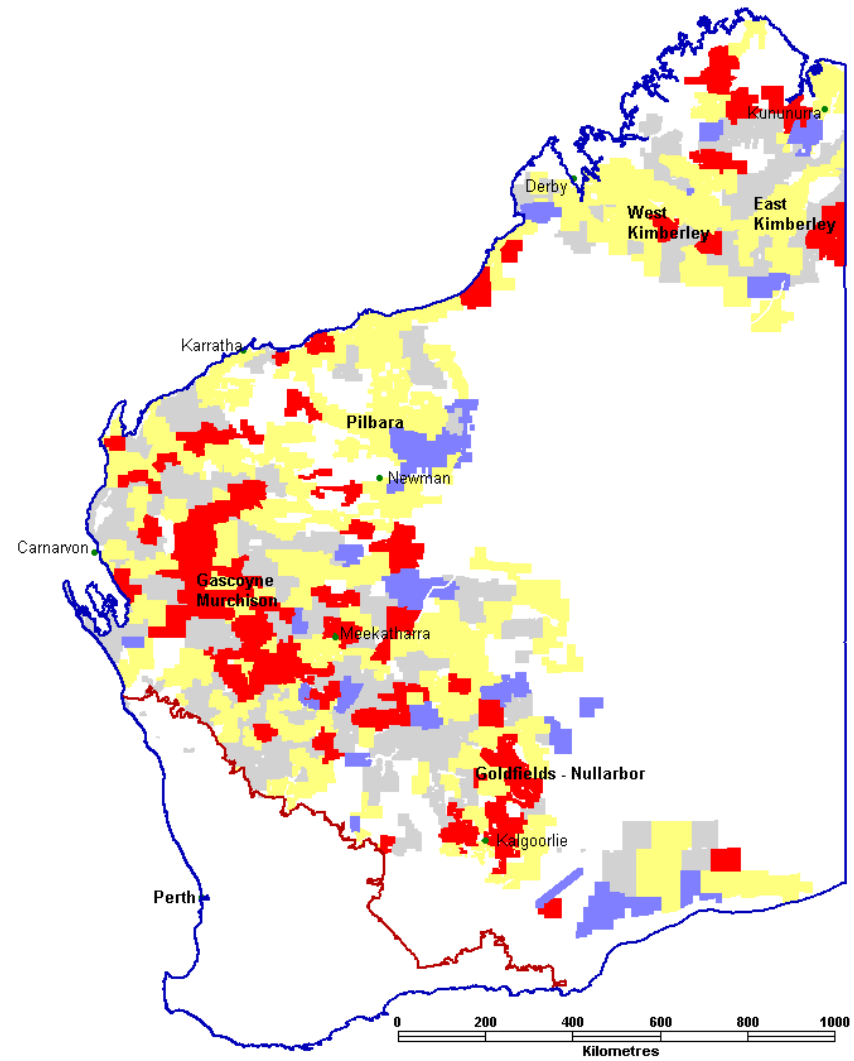 Kununurra
Derby
West
Kimberley
East
Kimberley
Karratha
Pilbara
Newman
Carnarvon
Gascoyne
Murchison
Meekatharra
Goldfields - Nullarbor
Kalgoorlie
Perth
0 200 400 600 800 1000
Kilometres